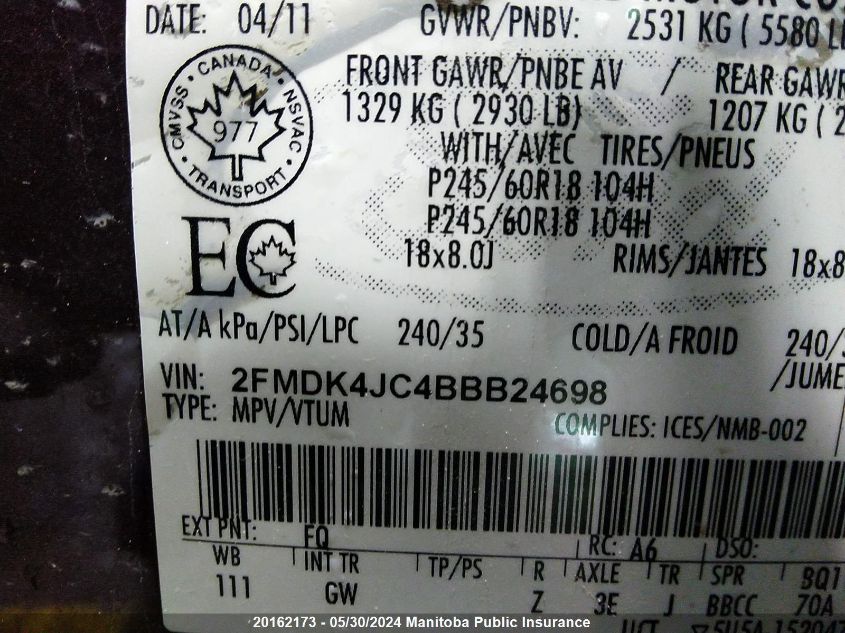 MOTOR CO
DATE: 04/11 GVWR/PNBV: 2531 KG ( 5580 L
FRONT GAWR/PNBE AV / REAR GAWR
1329 KG ( 2930 LB) 1207 KG ( 2
WITH/AVEC TIRES/PNEUS
P245/60R18 104H
P245/60R18 104H
18x8.0J RIMS/JANTES 18x8
CANADA
CMVSS NSVAC
977
TRANSPORT
EC
AT/A kPa/PSI/LPC 240/35 COLD/A FROID 240/
VIN: 2FMDK4JC4BBB24698 /JUME
TYPE: MPV/VTUM COMPLIES: ICES/NMB-002
EXT PNT: FQ RC: A6 DSO:
WB INT TR TP/PS R AXLE TR SPR BQ1
111 GW Z 3E J BBCC 70A
20162173 - 05/30/2024 Manitoba Public Insurance